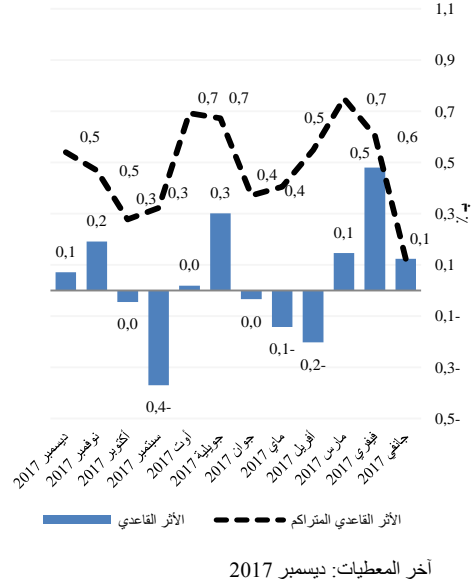 1,1
0,9
0,7
0,5
0,3
0,1
0,1-
0,3-
0,5-
0,5
0,5
0,3
0,3
0,7
0,7
0,4
0,4
0,5
0,7
0,6
0,1
0,1
0,2
0,0
0,4-
0,0
0,3
0,0
0,1-
0,2-
0,1
0,5
جانفي 2017
فيفري 2017
مارس 2017
أفريل 2017
ماي 2017
جوان 2017
جويلية 2017
أوت 2017
سبتمبر 2017
أكتوبر 2017
نوفمبر 2017
ديسمبر 2017
الأثر القاعدي المتراكم
الأثر القاعدي
آخر المعطيات: ديسمبر 2017